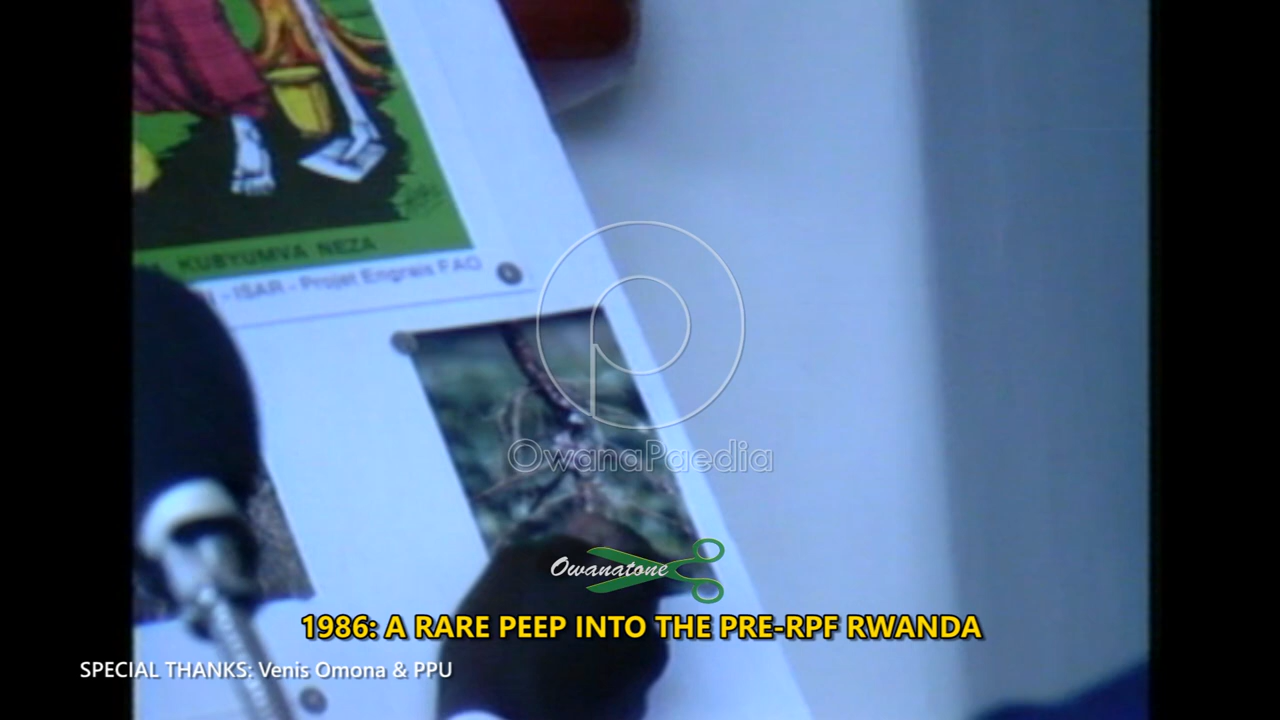 KUBYUMVA NEZA
- ISAR - Projet Engrais FAO
OwanaPaedia
Owanatone
1986: A RARE PEEP INTO THE PRE-RPF RWANDA
SPECIAL THANKS: Venis Omona & PPU